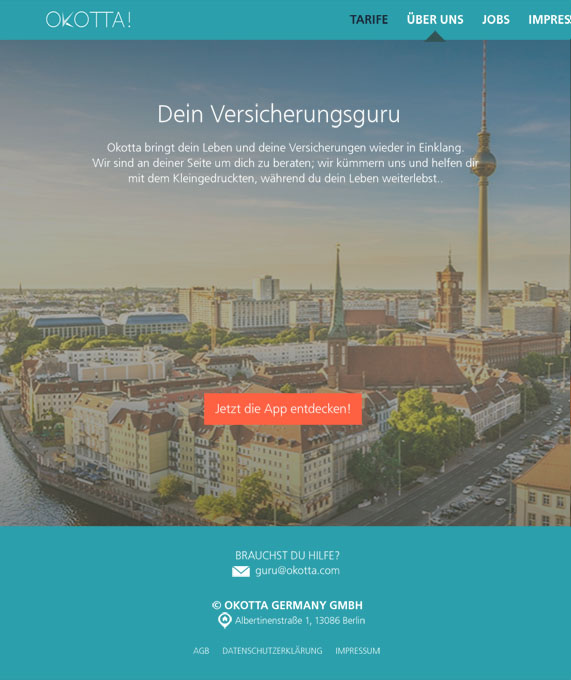 OKOTTA!
TARIFE ÜBER UNS JOBS IMPRESS
Dein Versicherungsguru
Okotta bringt dein Leben und deine Versicherungen wieder in Einklang.
Wir sind an deiner Seite um dich zu beraten; wir kümmern uns und helfen dir
mit dem Kleingedruckten, während du dein Leben weiterlebst..
Jetzt die App entdecken!
BRAUCHST DU HILFE?
guru@okotta.com
© OKOTTA GERMANY GMBH
Albertinenstraße 1, 13086 Berlin
AGB DATENSCHUTZERKLÄRUNG IMPRESSUM